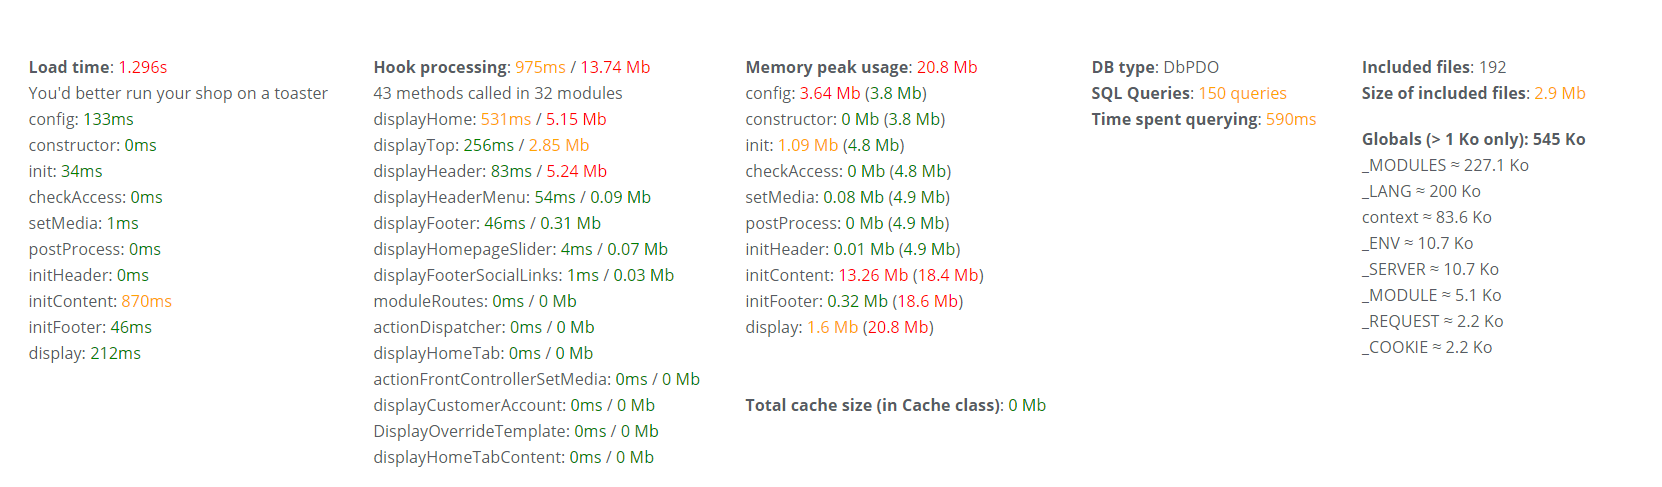 Load time: 1.296s
You'd better run your shop on a toaster
config: 133ms
constructor: 0ms
init: 34ms
checkAccess: 0ms
setMedia: 1ms
postProcess: 0ms
initHeader: 0ms
initContent: 870ms
initFooter: 46ms
display: 212ms
Hook processing: 975ms / 13.74 Mb
43 methods called in 32 modules
displayHome: 531ms / 5.15 Mb
displayTop: 256ms / 2.85 Mb
displayHeader: 83ms / 5.24 Mb
displayHeaderMenu: 54ms / 0.09 Mb
displayFooter: 46ms / 0.31 Mb
displayHomepageSlider: 4ms / 0.07 Mb
displayFooterSocialLinks: 1ms / 0.03 Mb
moduleRoutes: 0ms / 0 Mb
actionDispatcher: 0ms / 0 Mb
displayHomeTab: 0ms / 0 Mb
actionFrontControllerSetMedia: 0ms / 0 Mb
displayCustomerAccount: 0ms / 0 Mb
DisplayOverrideTemplate: 0ms / 0 Mb
displayHomeTabContent: 0ms / 0 Mb
Memory peak usage: 20.8 Mb
config: 3.64 Mb (3.8 Mb)
constructor: 0 Mb (3.8 Mb)
init: 1.09 Mb (4.8 Mb)
checkAccess: 0 Mb (4.8 Mb)
setMedia: 0.08 Mb (4.9 Mb)
postProcess: 0 Mb (4.9 Mb)
initHeader: 0.01 Mb (4.9 Mb)
initContent: 13.26 Mb (18.4 Mb)
initFooter: 0.32 Mb (18.6 Mb)
display: 1.6 Mb (20.8 Mb)
Total cache size (in Cache class): 0 Mb
DB type: DbPDO
SQL Queries: 150 queries
Time spent querying: 590ms
Included files: 192
Size of included files: 2.9 Mb
Globals (> 1 Ko only): 545 Ko
_MODULES ≈ 227.1 Ko
_LANG ≈ 200 Ko
context ≈ 83.6 Ko
_ENV ≈ 10.7 Ko
_SERVER ≈ 10.7 Ko
_MODULE ≈ 5.1 Ko
_REQUEST ≈ 2.2 Ko
_COOKIE ≈ 2.2 Ko